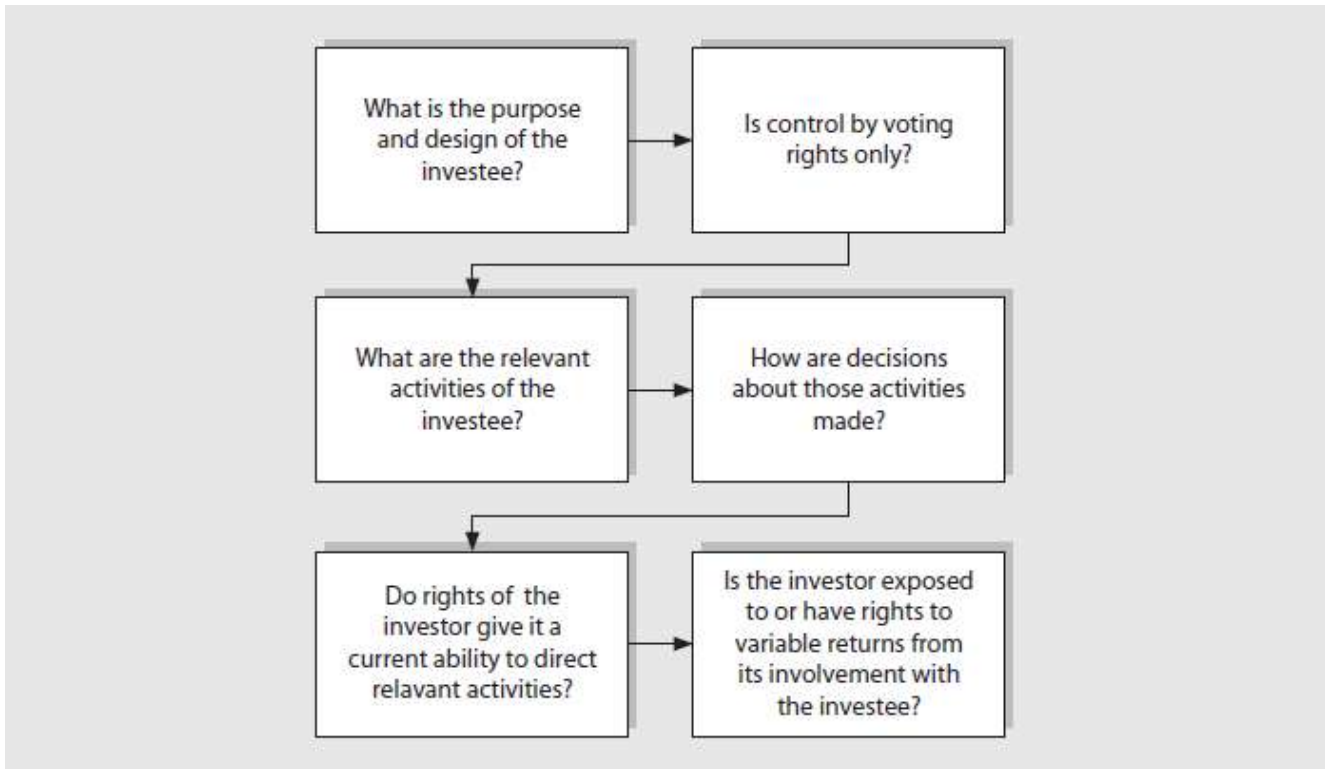 What is the purpose
and design of the
investee?
Is control by voting
rights only?
What are the relevant
activities of the
investee?
How are decisions
about those activities
made?
Do rights of the
investor give it a
current ability to direct
relavant activities?
Is the investor exposed
to or have rights to
variable returns from
its involvement with
the investee?